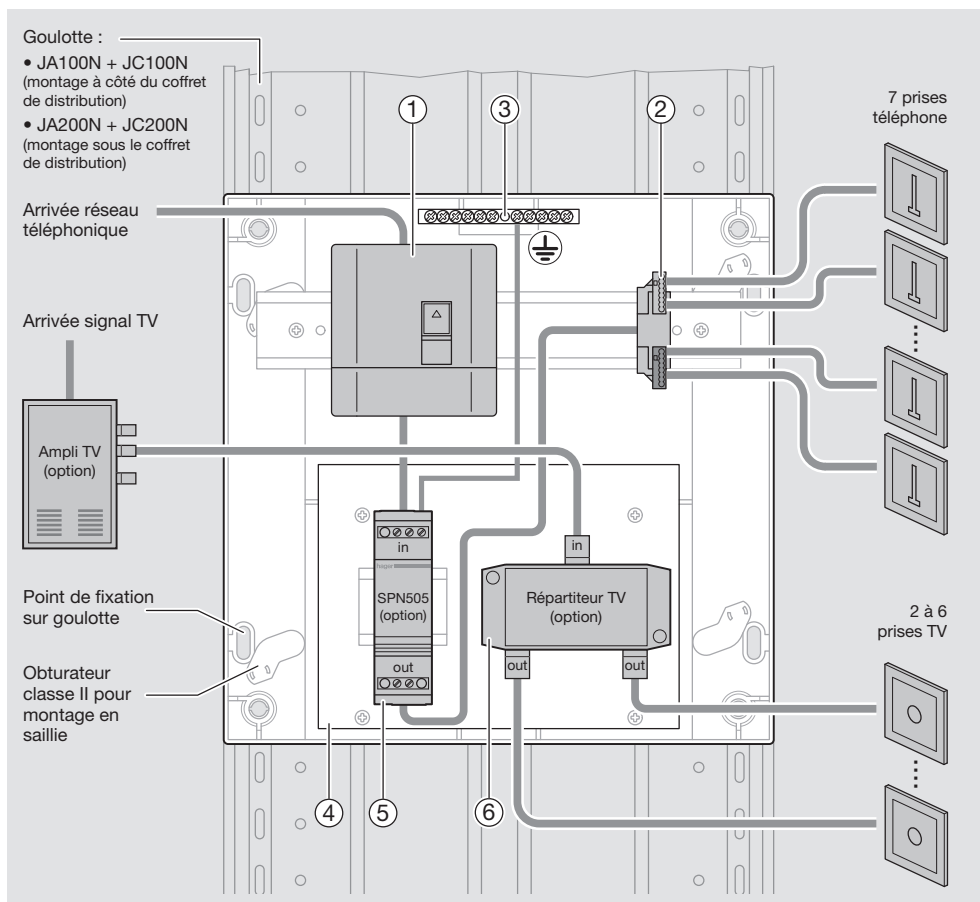 Goulotte :
• JA100N + JC100N
(montage à côté du coffret
de distribution)
• JA200N + JC200N
(montage sous le coffret
de distribution)
1
3
2
7 prises
téléphone
Arrivée réseau
téléphonique
Arrivée signal TV
Ampli TV
(option)
in
hager
SPN505
(option)
out
in
Répartiteur TV
(option)
out
out
Point de fixation
sur goulotte
Obturateur
classe II pour
montage en
saillie
2 à 6
prises TV
4
5
6